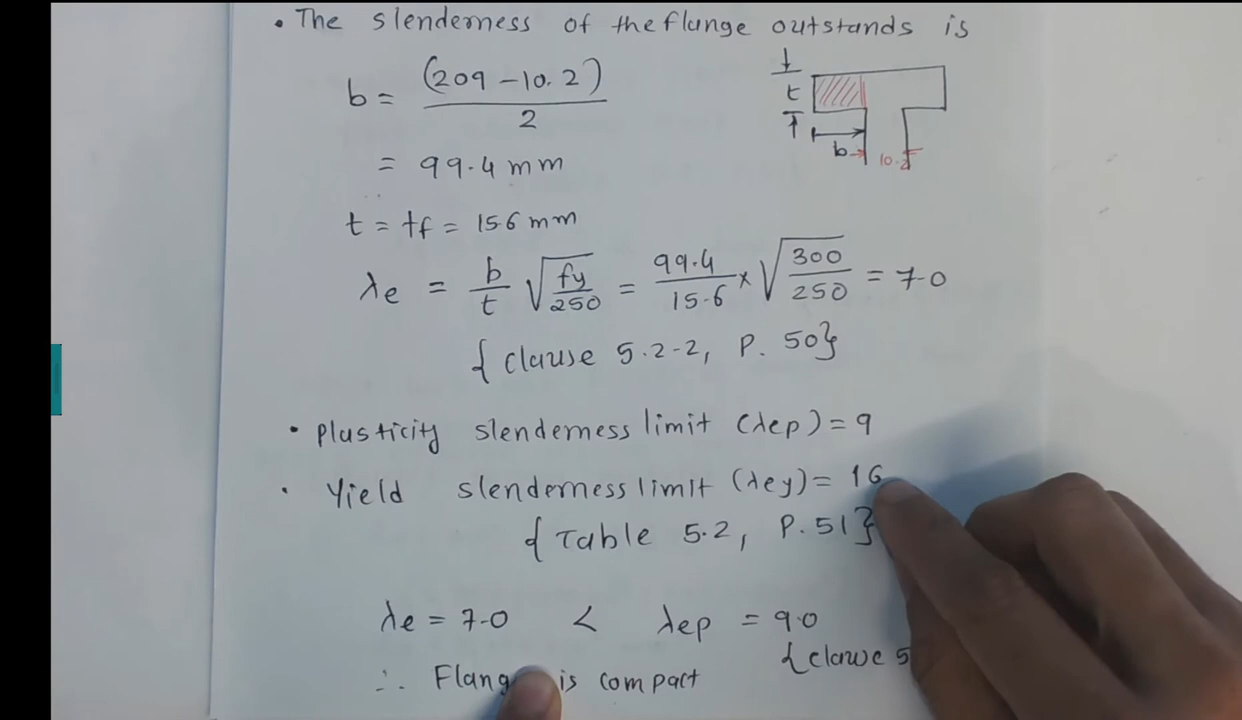 • The slenderness of the flange outstands is
b = (209 - 10.2) / 2
= 99.4 mm
t
b
10.2
t = tf = 15.6 mm
λe = b/t √(fy/250) = 99.4/15.6 × √(300/250) = 7.0
{ clause 5.2-2, P. 50}
• Plasticity slenderness limit (λep) = 9
• Yield slenderness limit (λey) = 16
{ Table 5.2, P. 51}
λe = 7.0 < λep = 9.0
{clause 5
∴ Flang is compact